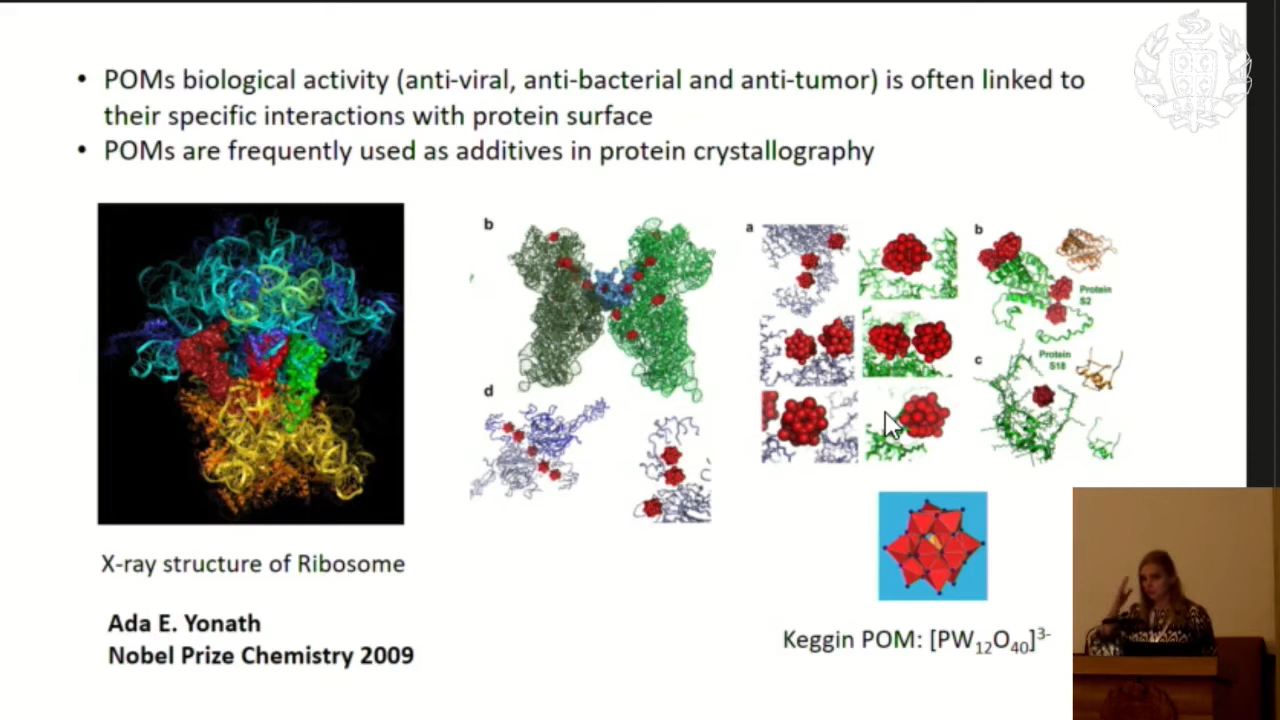 • POMs biological activity (anti-viral, anti-bacterial and anti-tumor) is often linked to
their specific interactions with protein surface
• POMs are frequently used as additives in protein crystallography
b
a
b
Protein
S2
c
Protein
S18
d
X-ray structure of Ribosome
Ada E. Yonath
Nobel Prize Chemistry 2009
Keggin POM: [PW₁₂O₄₀]³⁻